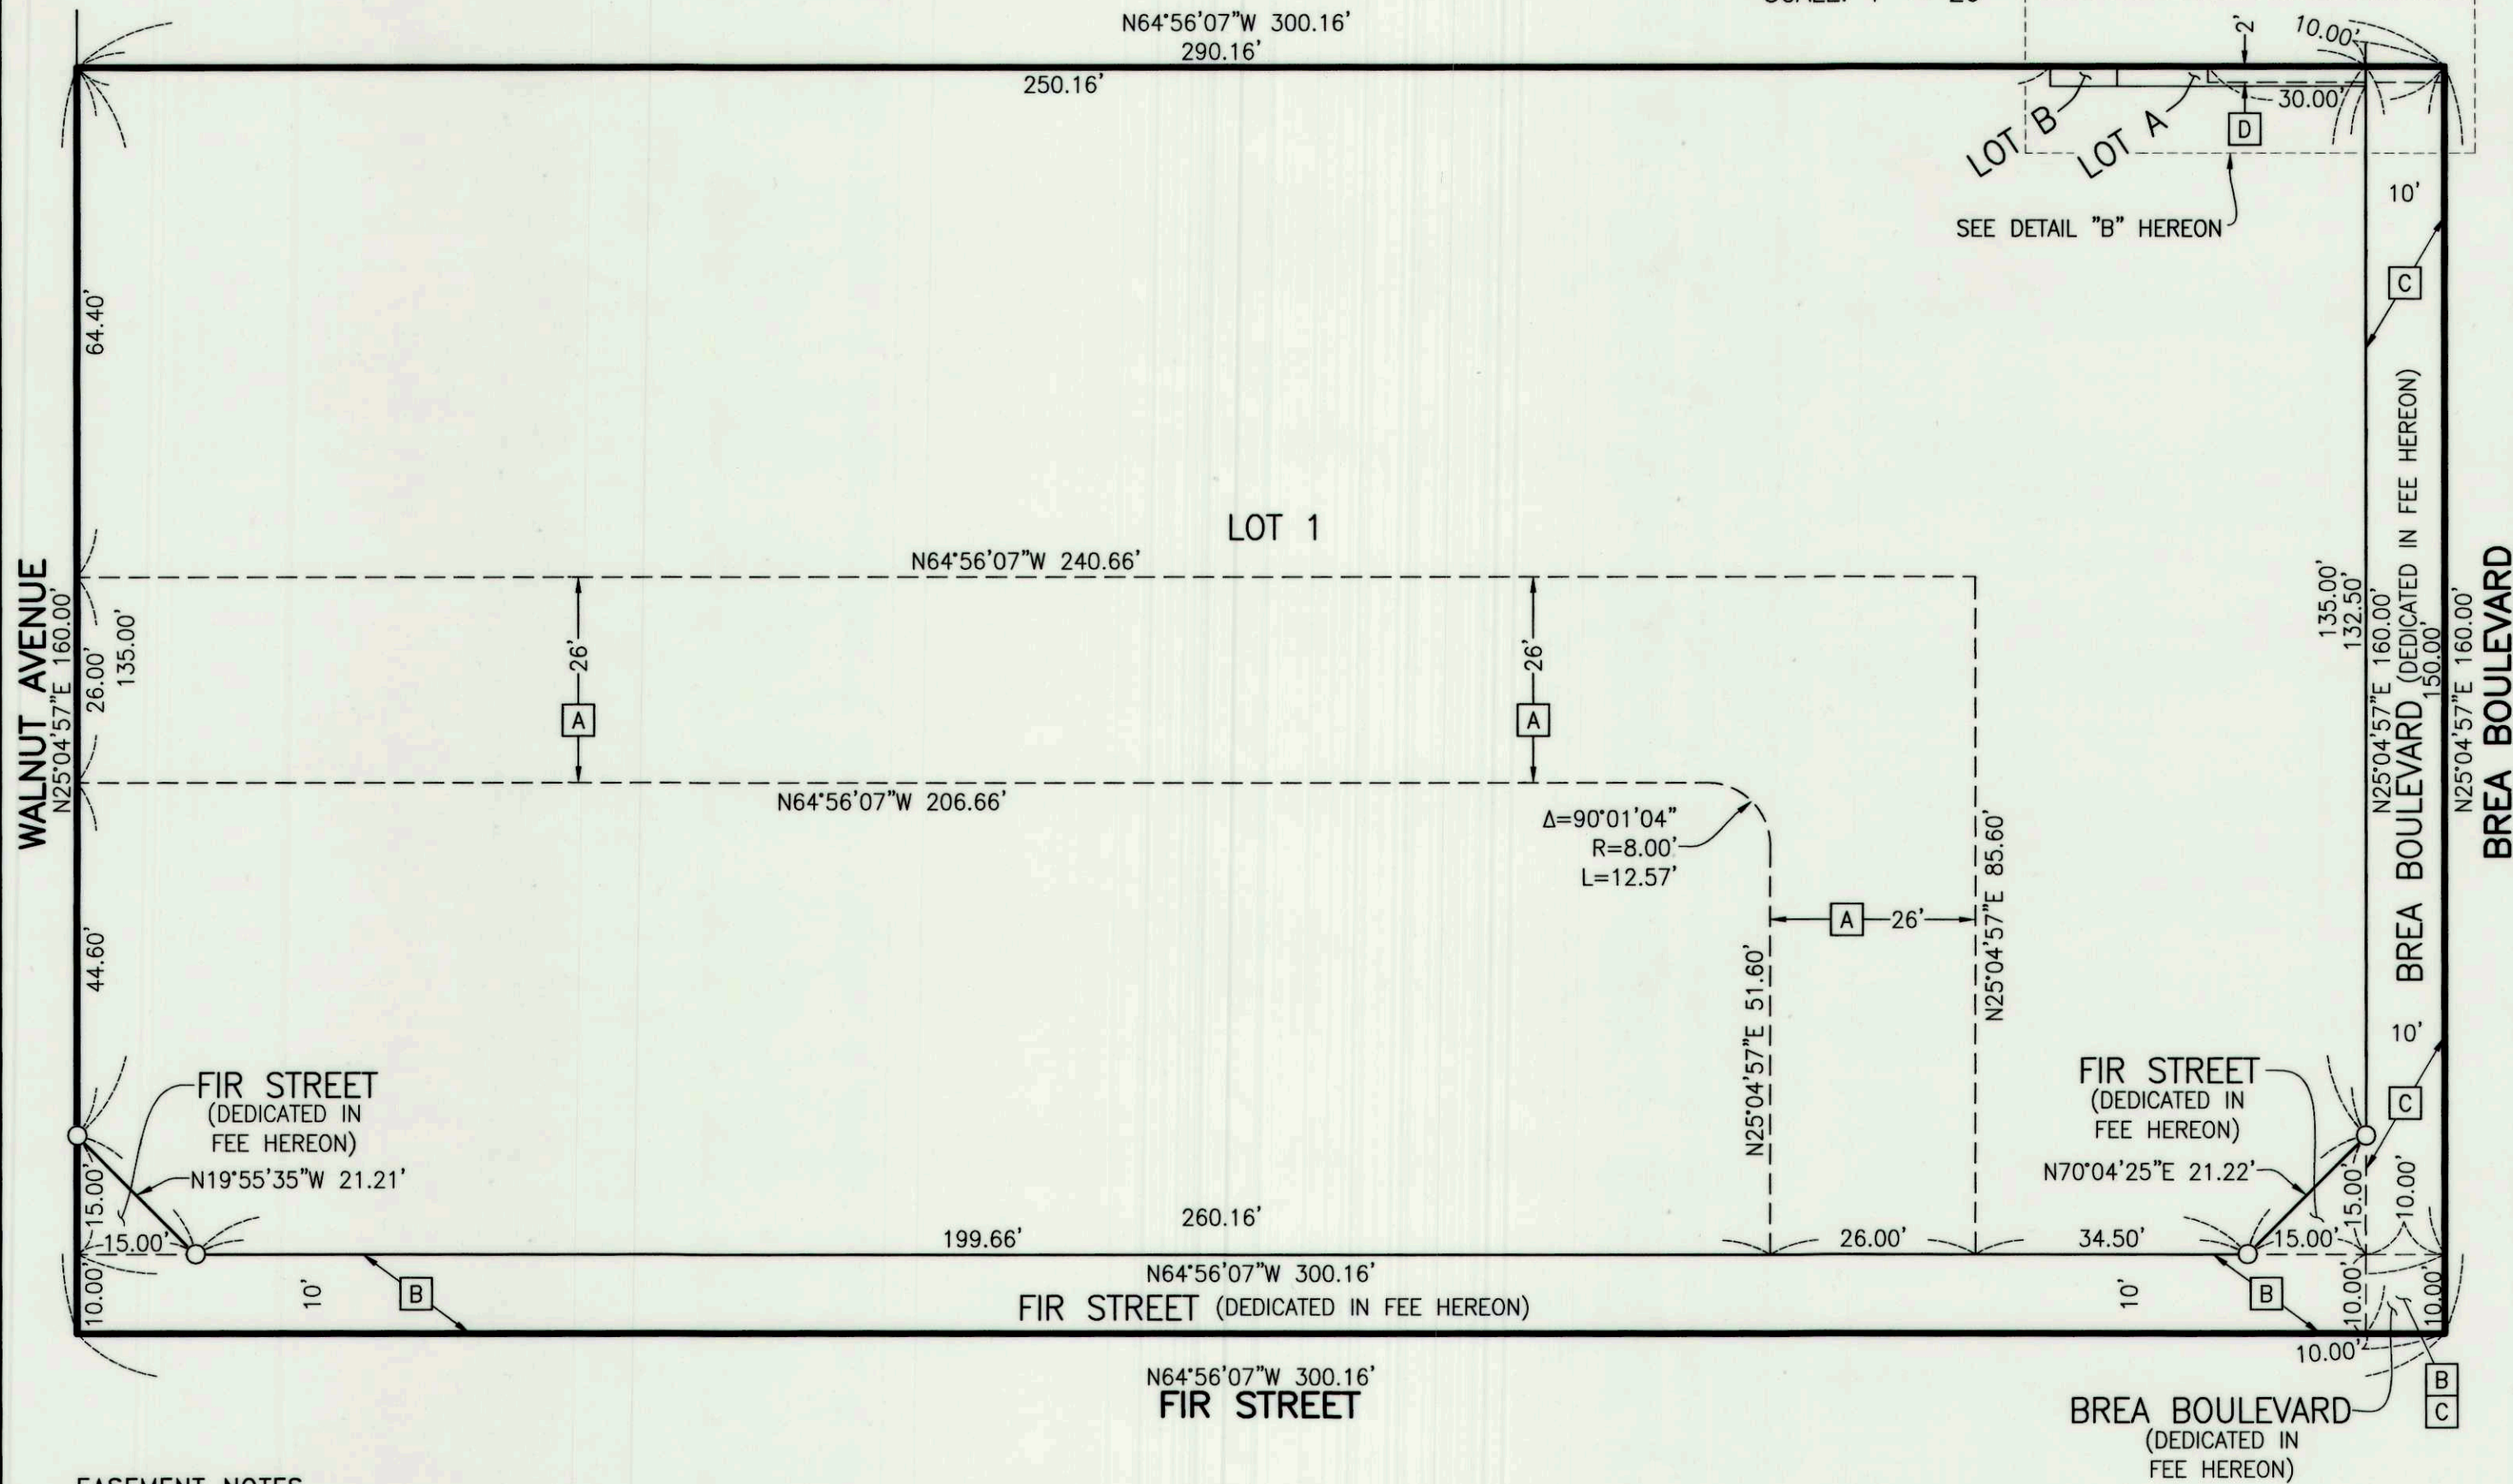 N64°56'07"W 300.16'
290.16'
250.16'
2'
10.00'
30.00'
LOT B
LOT A
D
SEE DETAIL "B" HEREON
10'
C
64.40'
LOT 1
N64°56'07"W 240.66'
WALNUT AVENUE
N25°04'57"E 160.00'
26.00'
135.00'
26'
A
26'
A
N64°56'07"W 206.66'
Δ=90°01'04"
R=8.00'
L=12.57'
A
26'
N25°04'57"E 51.60'
N25°04'57"E 85.60'
135.00'
132.50'
N25°04'57"E 160.00'
BREA BOULEVARD (DEDICATED IN FEE HEREON)
150.00'
N25°04'57"E 160.00'
BREA BOULEVARD
44.60'
10'
C
FIR STREET
(DEDICATED IN
FEE HEREON)
N19°55'35"W 21.21'
15.00'
15.00'
10.00'
FIR STREET
(DEDICATED IN
FEE HEREON)
N70°04'25"E 21.22'
15.00'
10.00'
15.00'
260.16'
199.66'
26.00'
34.50'
10'
B
N64°56'07"W 300.16'
FIR STREET (DEDICATED IN FEE HEREON)
10'
B
10.00'
10.00'
10.00'
N64°56'07"W 300.16'
FIR STREET
B
C
BREA BOULEVARD
(DEDICATED IN
FEE HEREON)
EASEMENT NOTES